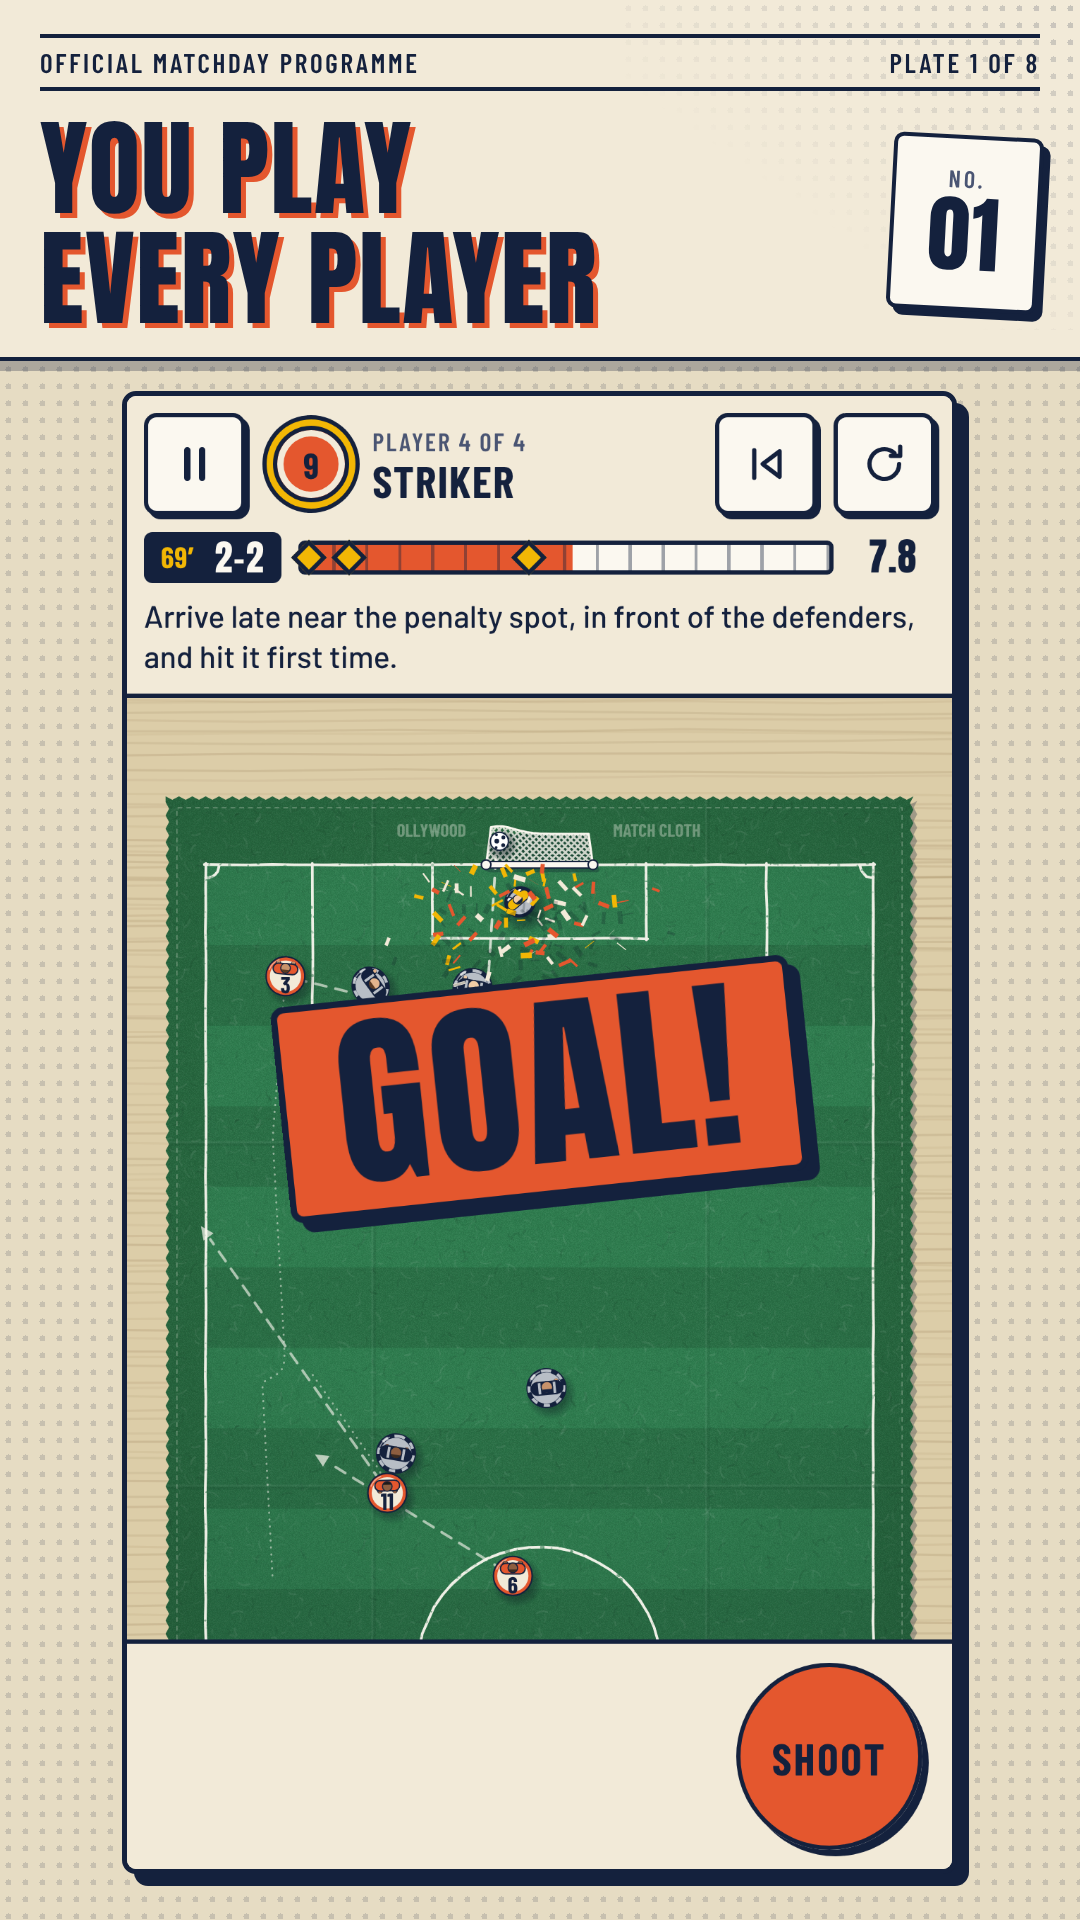 OFFICIAL MATCHDAY PROGRAMME
PLATE 1 OF 8
YOU PLAY
EVERY PLAYER
NO.
01
9
PLAYER 4 OF 4
STRIKER
69′ 2-2
7.8
Arrive late near the penalty spot, in front of the defenders,
and hit it first time.
OLLYWOOD
MATCH CLOTH
3
GOAL!
11
6
SHOOT